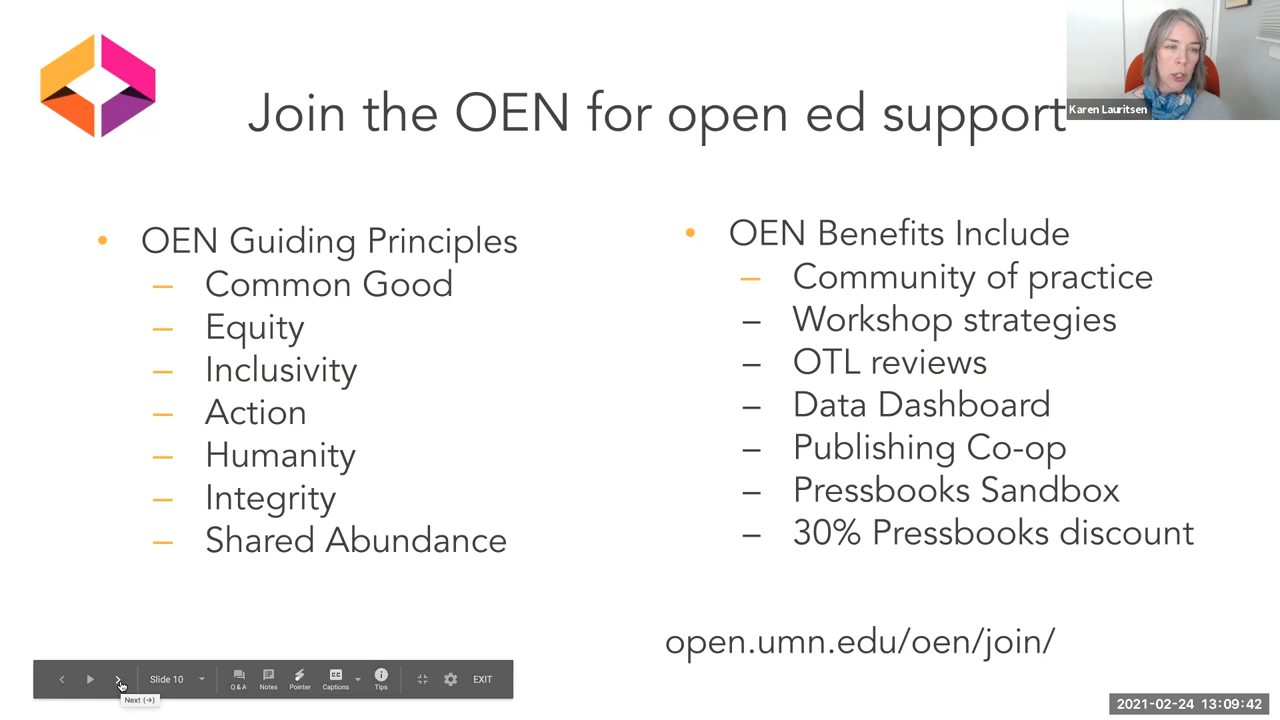 Join the OEN for open ed support
Karen Lauritsen
• OEN Guiding Principles
– Common Good
– Equity
– Inclusivity
– Action
– Humanity
– Integrity
– Shared Abundance
• OEN Benefits Include
– Community of practice
– Workshop strategies
– OTL reviews
– Data Dashboard
– Publishing Co-op
– Pressbooks Sandbox
– 30% Pressbooks discount
open.umn.edu/oen/join/
Slide 10 Q&A Notes Pointer CC Captions Tips EXIT
Next (→)
2021-02-24 13:09:42